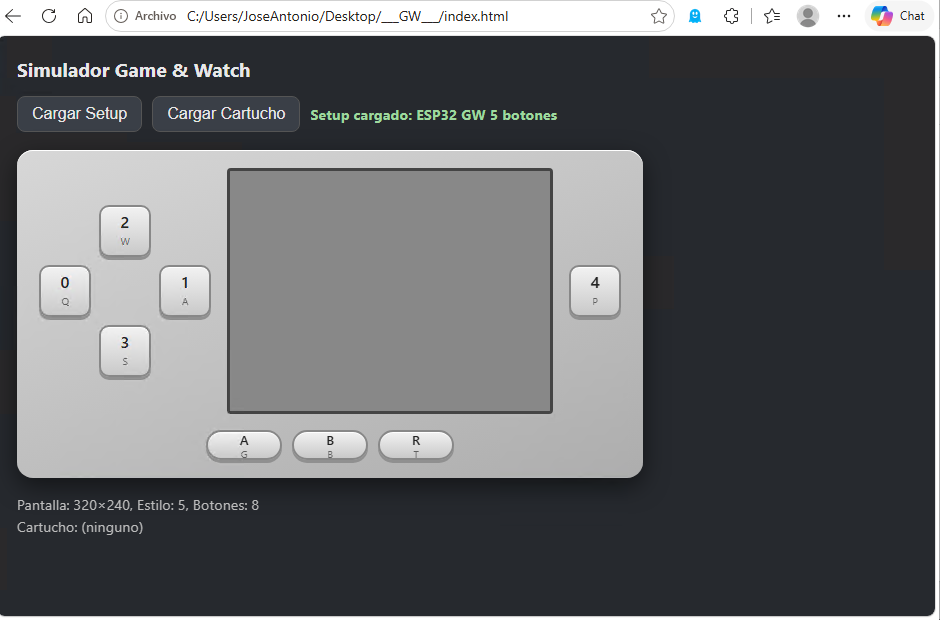 Archivo C:/Users/JoseAntonio/Desktop/___GW___/index.html
Chat
Simulador Game & Watch
Cargar Setup
Cargar Cartucho
Setup cargado: ESP32 GW 5 botones
2
W
0
Q
1
A
3
S
4
P
A
G
B
B
R
T
Pantalla: 320×240, Estilo: 5, Botones: 8
Cartucho: (ninguno)